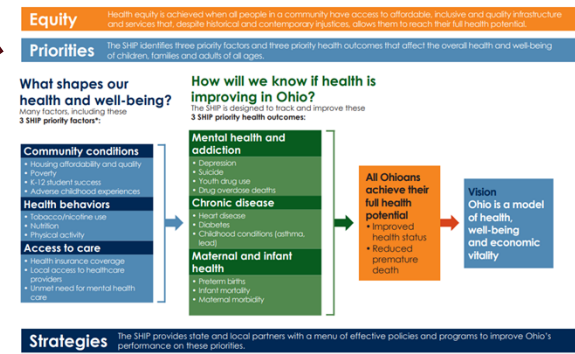 Equity
Health equity is achieved when all people in a community have access to affordable, inclusive and quality infrastructure
and services that, despite historical and contemporary injustices, allows them to reach their full health potential.
Priorities
The SHIP identifies three priority factors and three priority health outcomes that affect the overall health and well-being
of children, families and adults of all ages.
What shapes our
health and well-being?
Many factors, including these
3 SHIP priority factors*:
Community conditions
• Housing affordability and quality
• Poverty
• K-12 student success
• Adverse childhood experiences
Health behaviors
• Tobacco/nicotine use
• Nutrition
• Physical activity
Access to care
• Health insurance coverage
• Local access to healthcare
providers
• Unmet need for mental health
care
How will we know if health is
improving in Ohio?
The SHIP is designed to track and improve these
3 SHIP priority health outcomes:
Mental health and
addiction
• Depression
• Suicide
• Youth drug use
• Drug overdose deaths
Chronic disease
• Heart disease
• Diabetes
• Childhood conditions (asthma,
lead)
Maternal and infant
health
• Preterm births
• Infant mortality
• Maternal morbidity
All Ohioans
achieve their
full health
potential
• Improved
health status
• Reduced
premature
death
Vision
Ohio is a model
of health,
well-being
and economic
vitality
Strategies
The SHIP provides state and local partners with a menu of effective policies and programs to improve Ohio's
performance on these priorities.